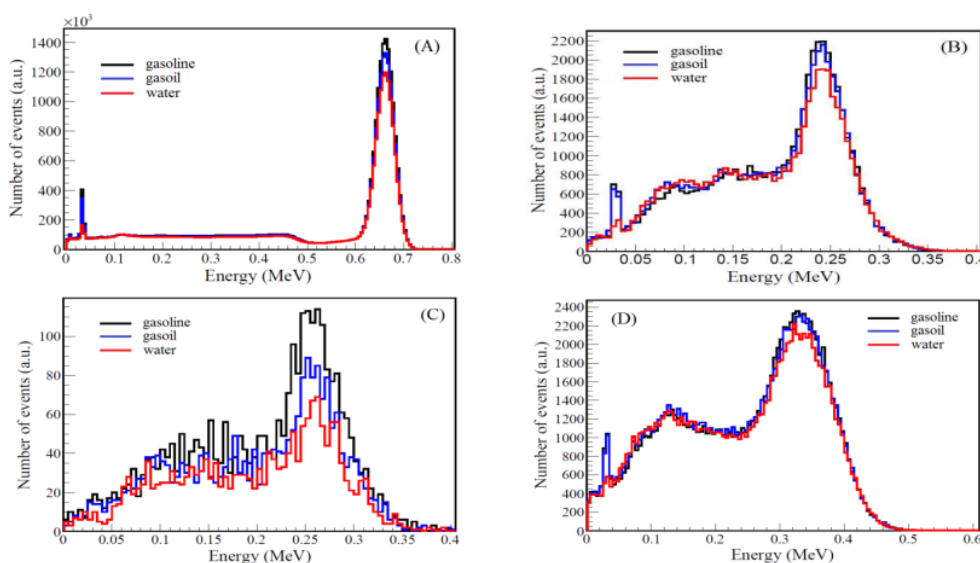 ×10³
1400
1200
1000
800
600
400
200
0
Number of events (a.u.)
gasoline
gasoil
water
(A)
0 0.1 0.2 0.3 0.4 0.5 0.6 0.7 0.8
Energy (MeV)
2200
2000
1800
1600
1400
1200
1000
800
600
400
200
0
Number of events (a.u.)
gasoline
gasoil
water
(B)
0 0.05 0.1 0.15 0.2 0.25 0.3 0.35 0.4
Energy (MeV)
100
80
60
40
20
0
Number of events (a.u.)
gasoline
gasoil
water
(C)
0 0.05 0.1 0.15 0.2 0.25 0.3 0.35 0.4
Energy (MeV)
2400
2200
2000
1800
1600
1400
1200
1000
800
600
400
200
0
Number of events (a.u.)
(D)
gasoline
gasoil
water
0 0.1 0.2 0.3 0.4 0.5 0.6
Energy (MeV)